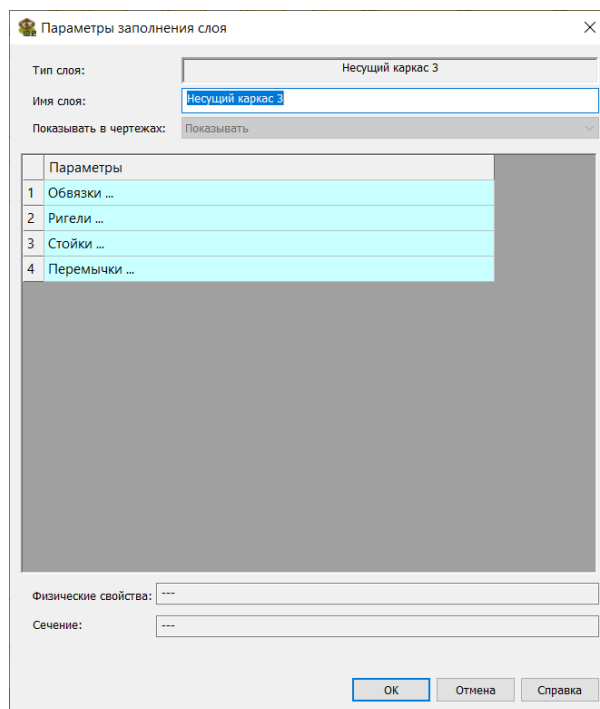 Параметры заполнения слоя
Тип слоя: Несущий каркас 3
Имя слоя: Несущий каркас 3
Показывать в чертежах: Показывать
Параметры
1 Обвязки ...
2 Ригели ...
3 Стойки ...
4 Перемычки ...
Физические свойства: ---
Сечение: ---
ОК Отмена Справка